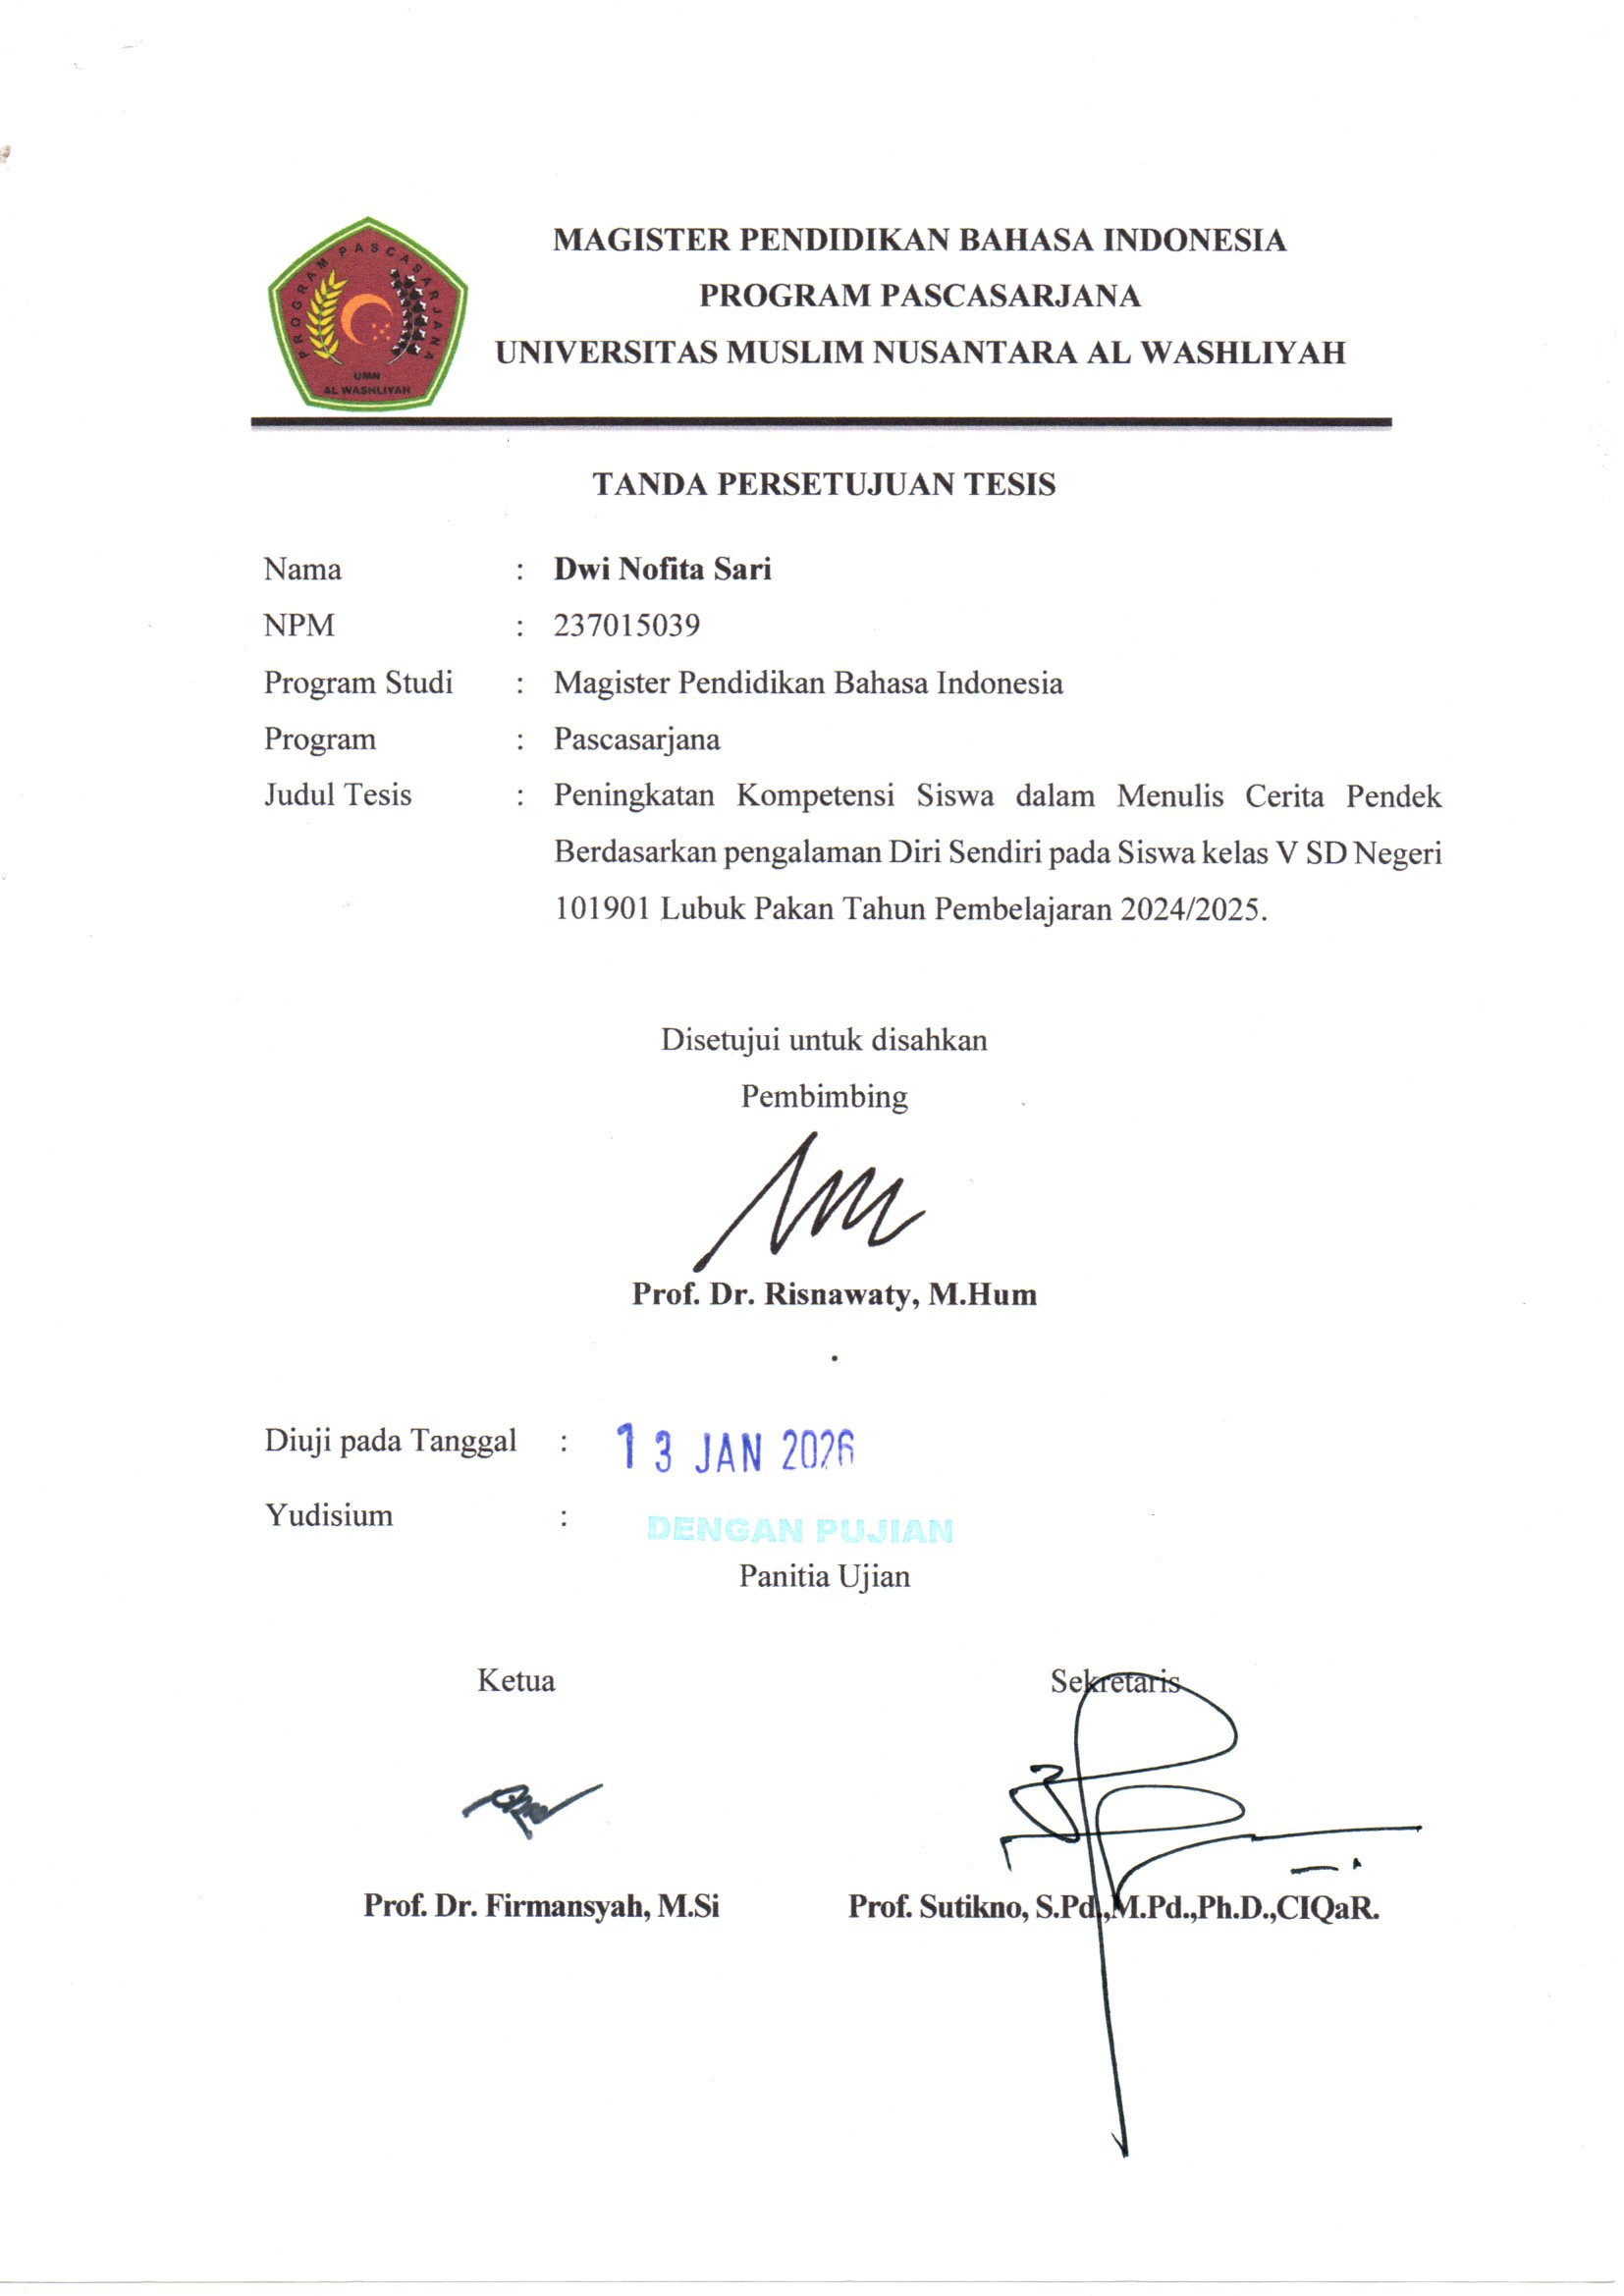 PROGRAM PASCASARJANA
UMN
AL WASHLIYAH
MAGISTER PENDIDIKAN BAHASA INDONESIA
PROGRAM PASCASARJANA
UNIVERSITAS MUSLIM NUSANTARA AL WASHLIYAH
TANDA PERSETUJUAN TESIS
Nama : Dwi Nofita Sari
NPM : 237015039
Program Studi : Magister Pendidikan Bahasa Indonesia
Program : Pascasarjana
Judul Tesis : Peningkatan Kompetensi Siswa dalam Menulis Cerita Pendek
Berdasarkan pengalaman Diri Sendiri pada Siswa kelas V SD Negeri
101901 Lubuk Pakan Tahun Pembelajaran 2024/2025.
Disetujui untuk disahkan
Pembimbing
Prof. Dr. Risnawaty, M.Hum
Diuji pada Tanggal : 13 JAN 2026
Yudisium : DENGAN PUJIAN
Panitia Ujian
Ketua Sekretaris
Prof. Dr. Firmansyah, M.Si Prof. Sutikno, S.Pd.,M.Pd.,Ph.D.,CIQaR.